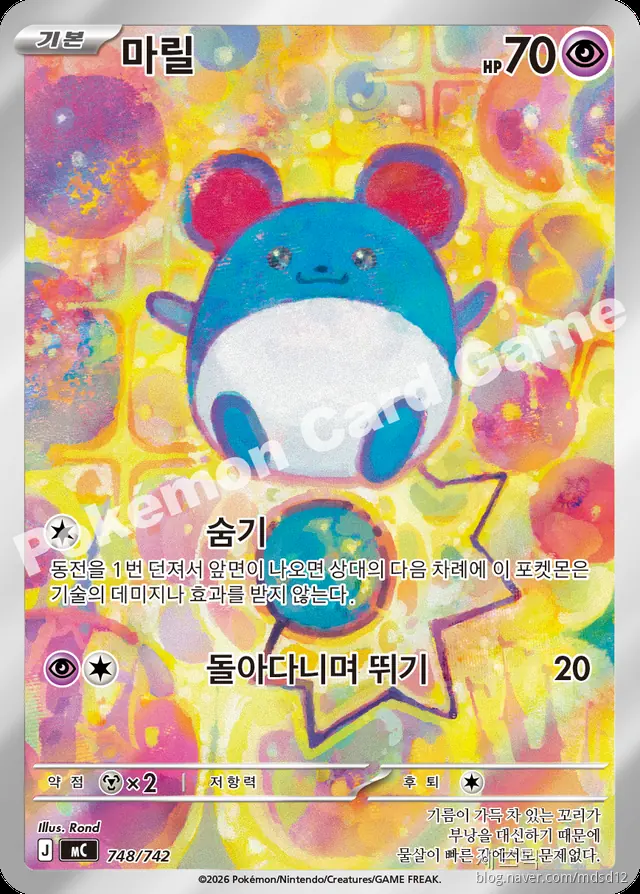 기본
마릴
HP70
Pokémon Card Game
숨기
동전을 1번 던져서 앞면이 나오면 상대의 다음 차례에 이 포켓몬은
기술의 데미지나 효과를 받지 않는다.
돌아다니며 뛰기 20
약점 ×2 저항력 후퇴
Illus. Rond
J MC 748/742
기름이 가득 차 있는 꼬리가
부낭을 대신하기 때문에
물살이 빠른 강에서도 문제없다.
©2026 Pokémon/Nintendo/Creatures/GAME FREAK.
blog.naver.com/mdsd12